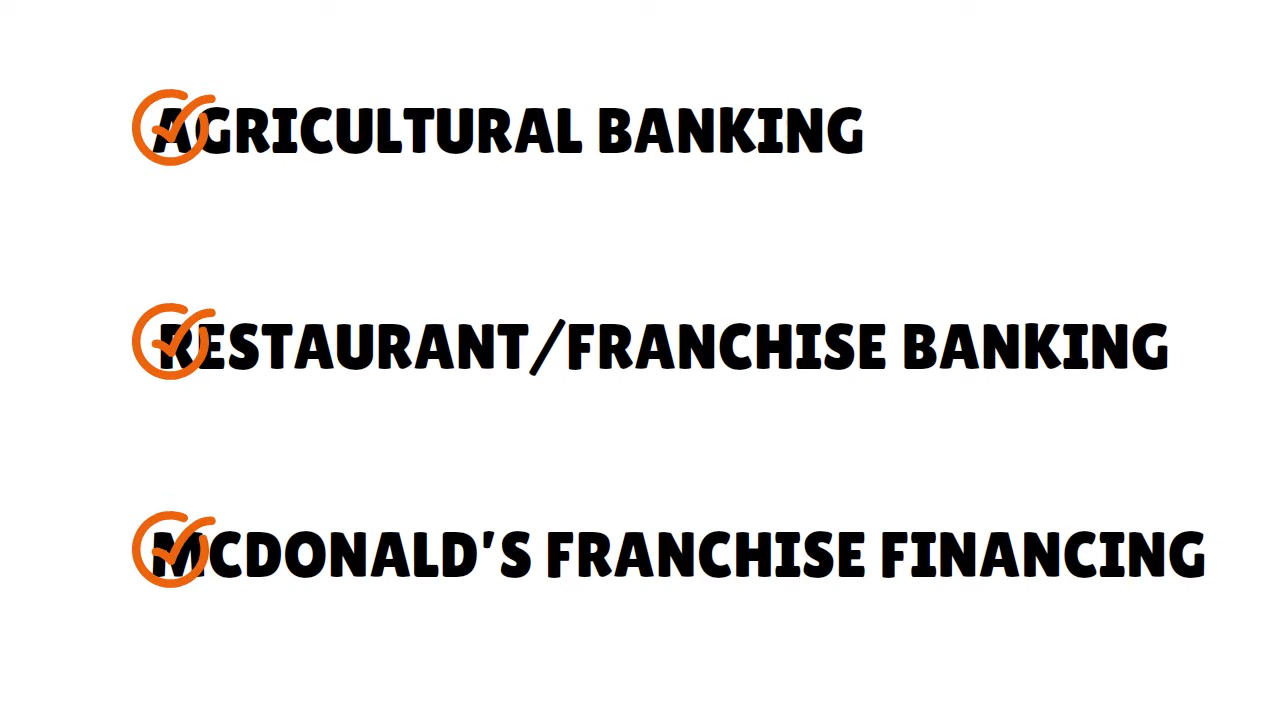 AGRICULTURAL BANKING
RESTAURANT/FRANCHISE BANKING
MCDONALD'S FRANCHISE FINANCING